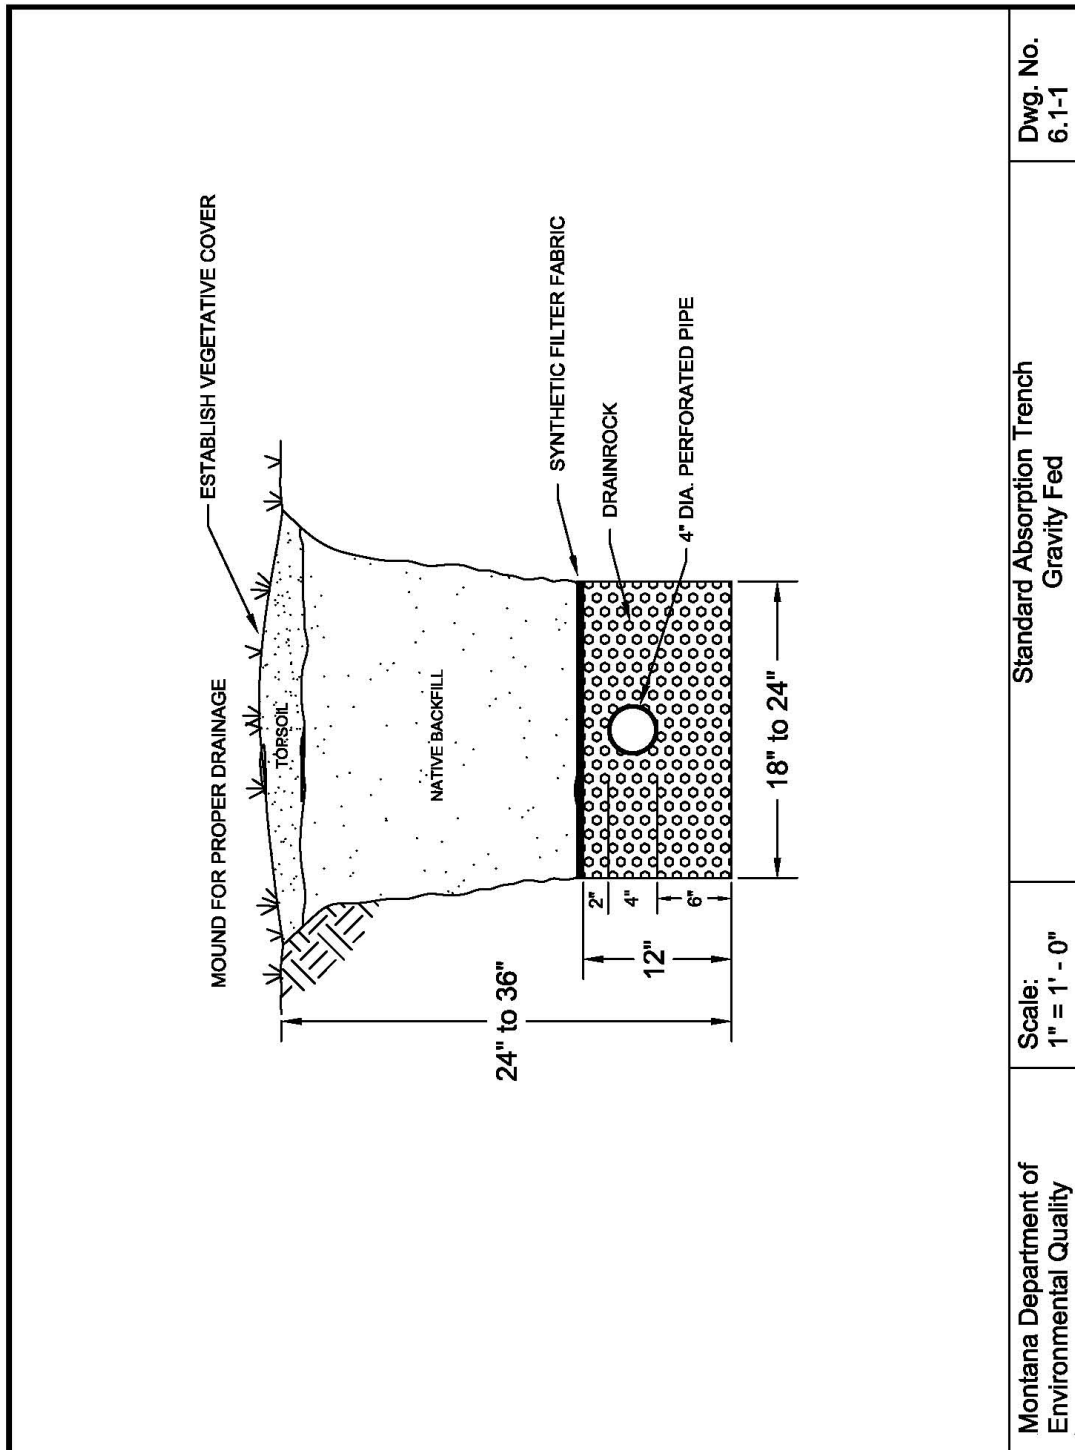 MOUND FOR PROPER DRAINAGE
ESTABLISH VEGETATIVE COVER
TOPSOIL
NATIVE BACKFILL
SYNTHETIC FILTER FABRIC
DRAINROCK
4" DIA. PERFORATED PIPE
24" to 36"
12"
2"
4"
6"
18" to 24"
Montana Department of
Environmental Quality
Scale:
1" = 1' - 0"
Standard Absorption Trench
Gravity Fed
Dwg. No.
6.1-1